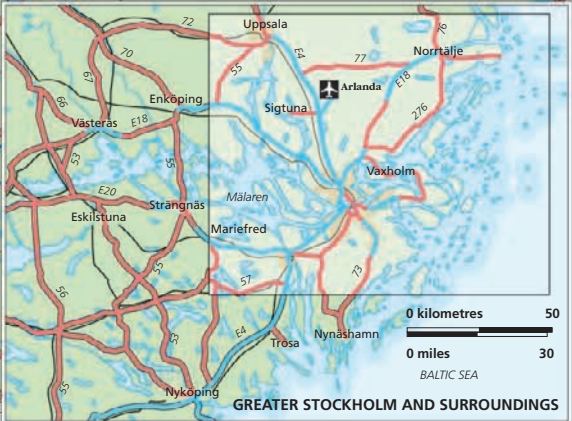 72
Uppsala
76
70
E4
Norrtälje
67
55
77
E18
Arlanda
66
Enköping
Sigtuna
276
Västerås
E18
53
55
Vaxholm
E20
Mälaren
Eskilstuna
Strängnäs
Mariefred
55
57
73
56
0 kilometres 50
53
E4
Nynäshamn
Trosa
0 miles 30
BALTIC SEA
55
Nyköping
GREATER STOCKHOLM AND SURROUNDINGS